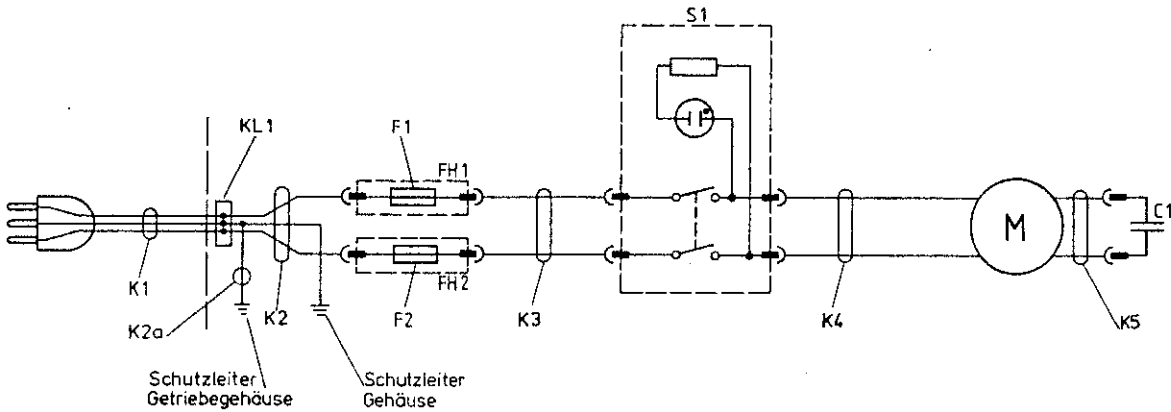 S1
KL1
F1
FH1
C1
M
K1
K2
FH2
F2
K3
K4
K5
K2a
Schutzleiter
Getriebegehäuse
Schutzleiter
Gehäuse